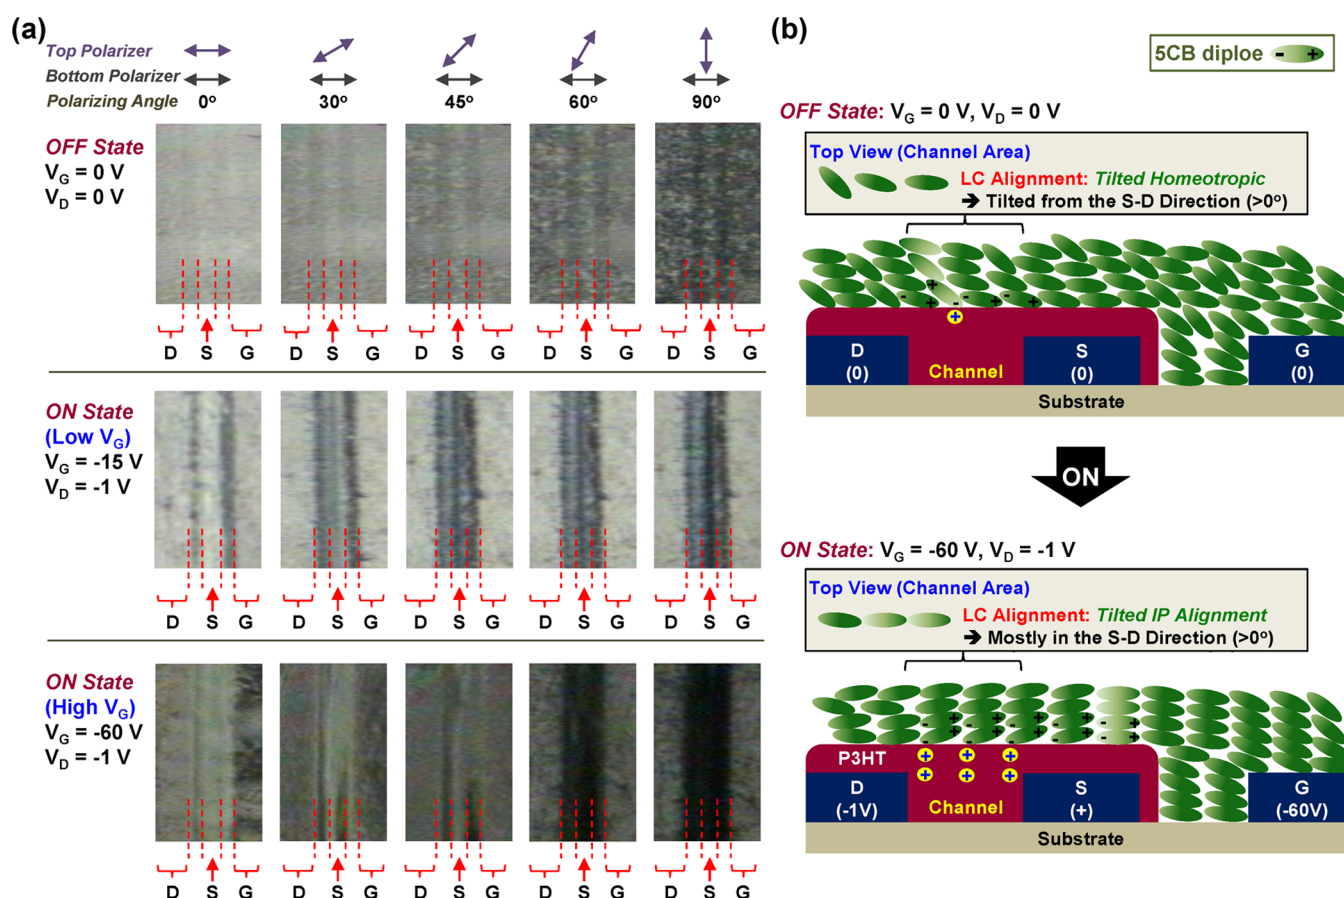 (a)
Top Polarizer
Bottom Polarizer
Polarizing Angle 0° 30° 45° 60° 90°
OFF State
V_G = 0 V
V_D = 0 V
D S G D S G D S G D S G D S G
ON State
(Low V_G)
V_G = -15 V
V_D = -1 V
D S G D S G D S G D S G D S G
ON State
(High V_G)
V_G = -60 V
V_D = -1 V
D S G D S G D S G D S G D S G
(b)
5CB diploe - +
OFF State: V_G = 0 V, V_D = 0 V
Top View (Channel Area)
LC Alignment: Tilted Homeotropic
➔ Tilted from the S-D Direction (>0°)
D S G
(0) Channel (0) (0)
Substrate
ON
ON State: V_G = -60 V, V_D = -1 V
Top View (Channel Area)
LC Alignment: Tilted IP Alignment
➔ Mostly in the S-D Direction (>0°)
P3HT
D S G
(-1V) Channel (+) (-60V)
Substrate